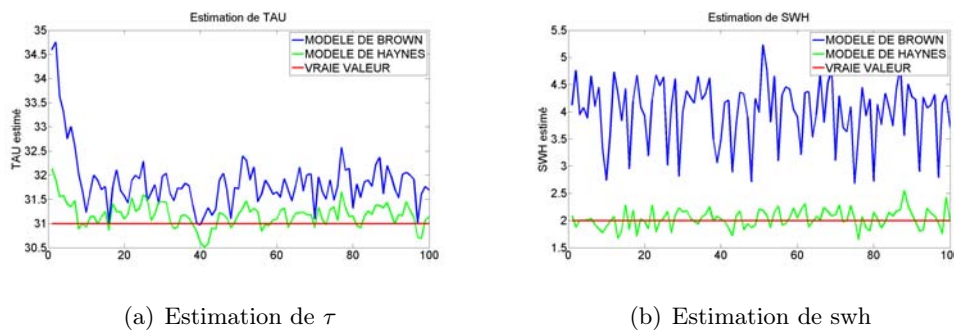 Estimation de TAU
MODELE DE BROWN
MODELE DE HAYNES
VRAIE VALEUR
TAU estimé
35
34.5
34
33.5
33
32.5
32
31.5
31
30.5
0 20 40 60 80 100
(a) Estimation de τ
Estimation de SWH
MODELE DE BROWN
MODELE DE HAYNES
VRAIE VALEUR
SWH estimé
5.5
5
4.5
4
3.5
3
2.5
2
1.5
0 20 40 60 80 100
(b) Estimation de swh